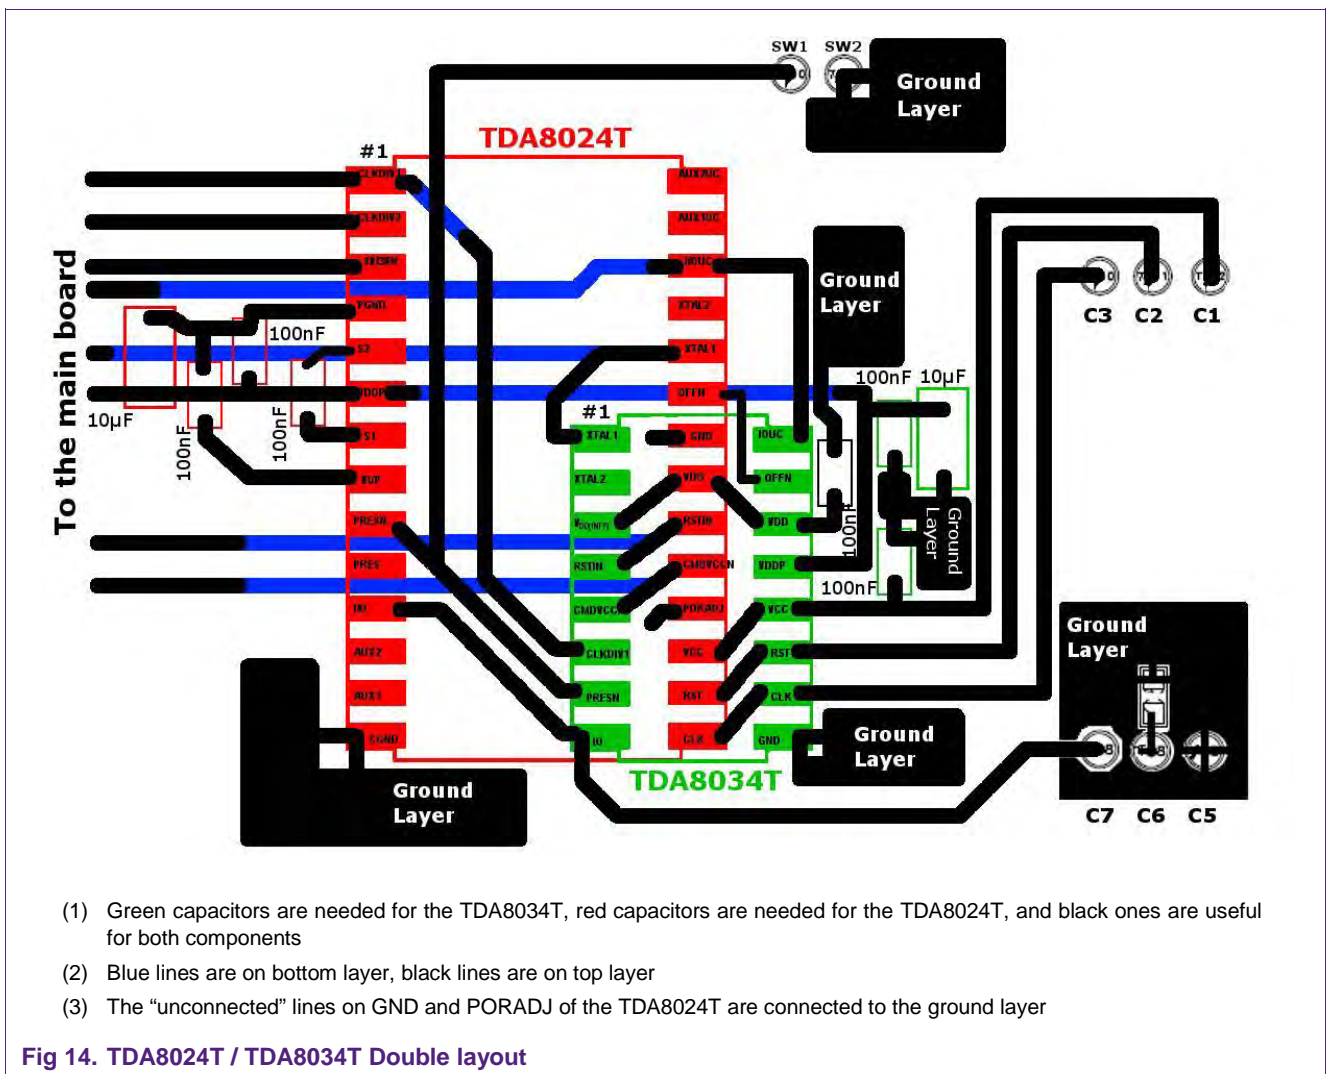 SW1 SW2
Ground
Layer
TDA8024T
#1
CLKDIV1
AUX2UC
CLKDIV2
AUX1UC
I0UC
PGND
XTAL2
Ground
Layer
C3 C2 C1
100nF
S2
XTAL1
VDDP
OFFN
100nF 10µF
10µF
100nF
100nF
#1
S1
XTAL1
GND
I0UC
VUP
XTAL2
VDD
OFFN
To the main board
PRESN
VDD(INTF)
RSTIN
VDD
100nF
Ground
Layer
PRES
RSTIN
CMDVCCN
VDDP
100nF
I/O
CMDVCCN
PORADJ
VCC
Ground
Layer
AUX2
CLKDIV1
VCC
RST
AUX1
PRESN
RST
CLK
CGND
IO
CLK
GND
Ground
Layer
TDA8034T
Ground
Layer
C7 C6 C5
(1) Green capacitors are needed for the TDA8034T, red capacitors are needed for the TDA8024T, and black ones are useful
for both components
(2) Blue lines are on bottom layer, black lines are on top layer
(3) The “unconnected” lines on GND and PORADJ of the TDA8024T are connected to the ground layer
Fig 14. TDA8024T / TDA8034T Double layout